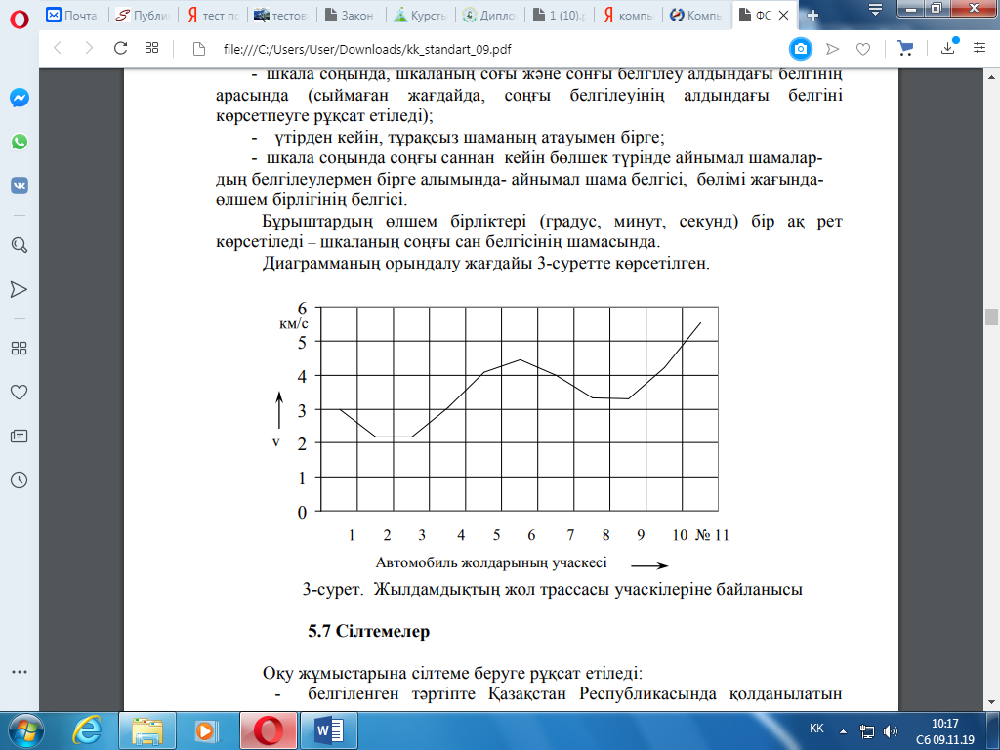 Почта
Публи
тест по
тестов
Закон
Курсты
Дипло
1 (10).
компь
Компь
ФС
file:///C:/Users/User/Downloads/kk_standart_09.pdf
- шкала соңында, шкаланың соғы және сонғы белгілеу алдындағы белгінің
арасында (сыймаған жағдайда, соңғы белгілеуінің алдындағы белгіні
көрсетпеуге рұқсат етіледі);
- үтірден кейін, тұрақсыз шаманың атауымен бірге;
- шкала соңында соңғы саннан кейін бөлшек түрінде айнымал шамалар-
дың белгілеулермен бірге алымында- айнымал шама белгісі, бөлімі жағында-
өлшем бірлігінің белгісі.
Бұрыштардың өлшем бірліктері (градус, минут, секунд) бір ақ рет
көрсетіледі – шкаланың соңғы сан белгісінің шамасында.
Диаграмманың орындалу жағдайы 3-суретте көрсетілген.
6
км/с
5
4
3
v
2
1
0
1 2 3 4 5 6 7 8 9 10 № 11
Автомобиль жолдарының учаскесі
3-сурет. Жылдамдықтың жол трассасы учаскілеріне байланысы
5.7 Сілтемелер
Оқу жұмыстарына сілтеме беруге рұқсат етіледі:
- белгіленген тәртіпте Қазақстан Республикасында қолданылатын
KK
10:17
Сб 09.11.19